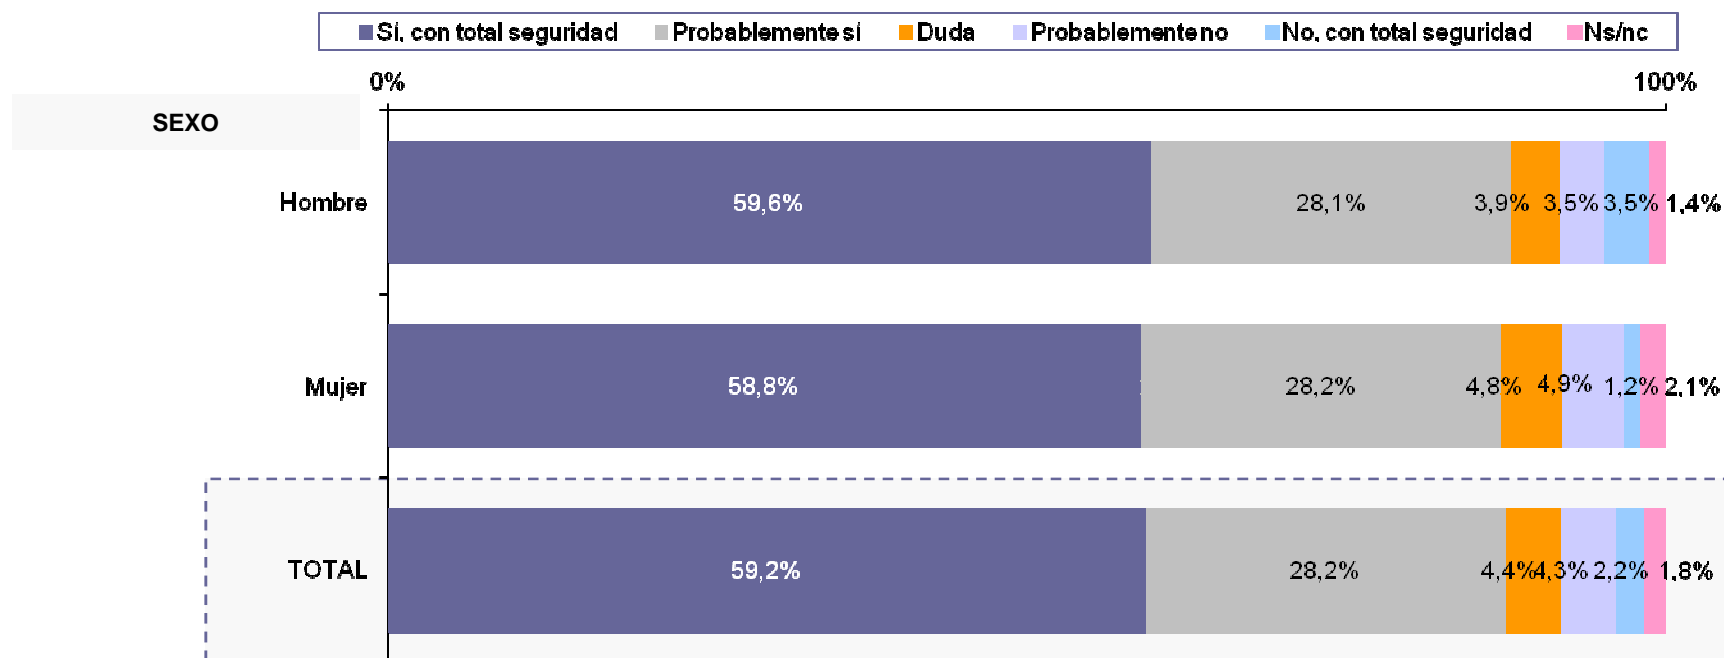 Sí, con total seguridad Probablemente sí Duda Probablemente no No, con total seguridad Ns/nc
0% 100%
SEXO
Hombre 59,6% 28,1% 3,9% 3,5% 3,5% 1,4%
Mujer 58,8% 28,2% 4,8% 4,9% 1,2% 2,1%
TOTAL 59,2% 28,2% 4,4% 4,3% 2,2% 1,8%